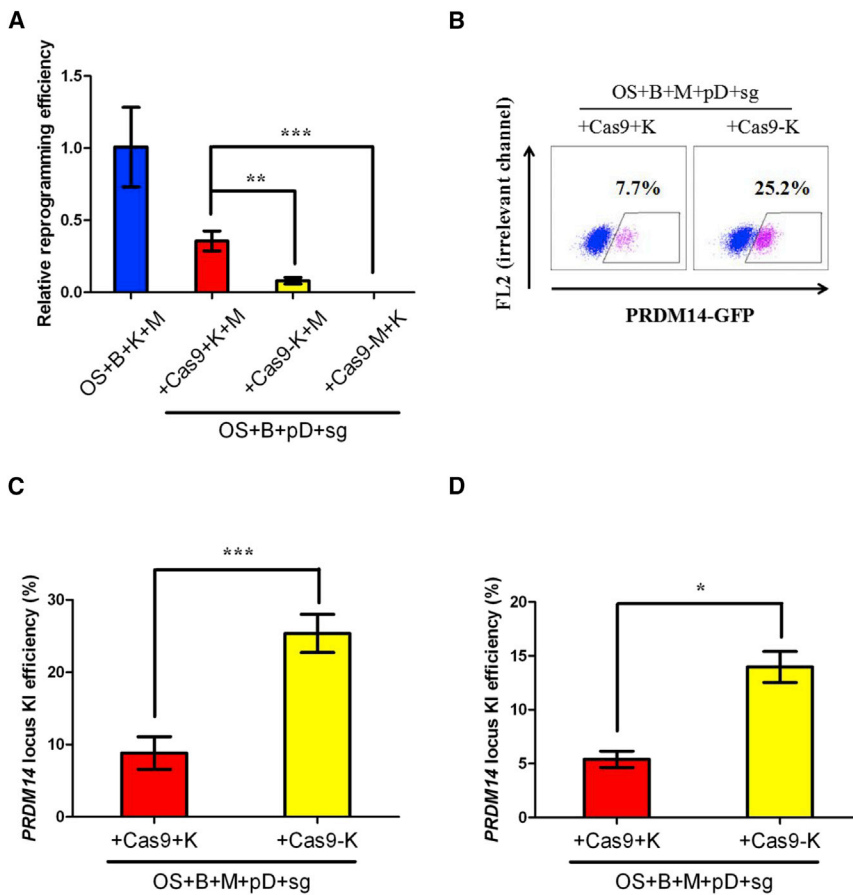 A
Relative reprogramming efficiency
1.5
1.0
0.5
0.0
***
**
OS+B+K+M
+Cas9+K+M
+Cas9-K+M
+Cas9-M+K
OS+B+pD+sg
B
OS+B+M+pD+sg
+Cas9+K +Cas9-K
FL2 (irrelevant channel)
7.7% 25.2%
PRDM14-GFP
C
PRDM14 locus KI efficiency (%)
30
20
10
0
***
+Cas9+K +Cas9-K
OS+B+M+pD+sg
D
PRDM14 locus KI efficiency (%)
20
15
10
5
0
*
+Cas9+K +Cas9-K
OS+B+M+pD+sg